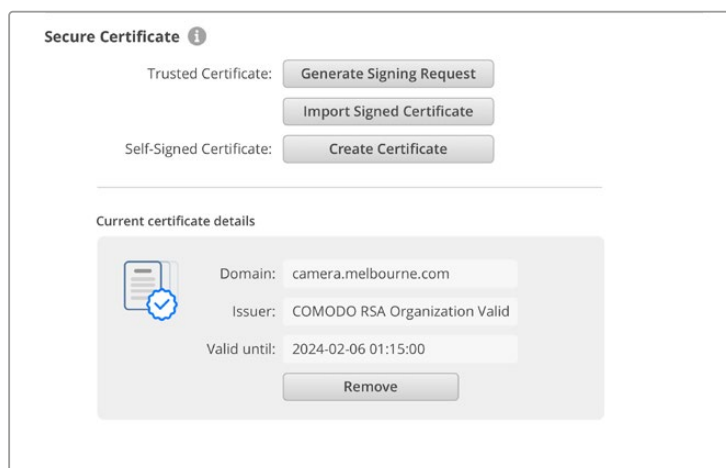 Secure Certificate
Trusted Certificate: Generate Signing Request
Import Signed Certificate
Self-Signed Certificate: Create Certificate
Current certificate details
Domain: camera.melbourne.com
Issuer: COMODO RSA Organization Valid
Valid until: 2024-02-06 01:15:00
Remove